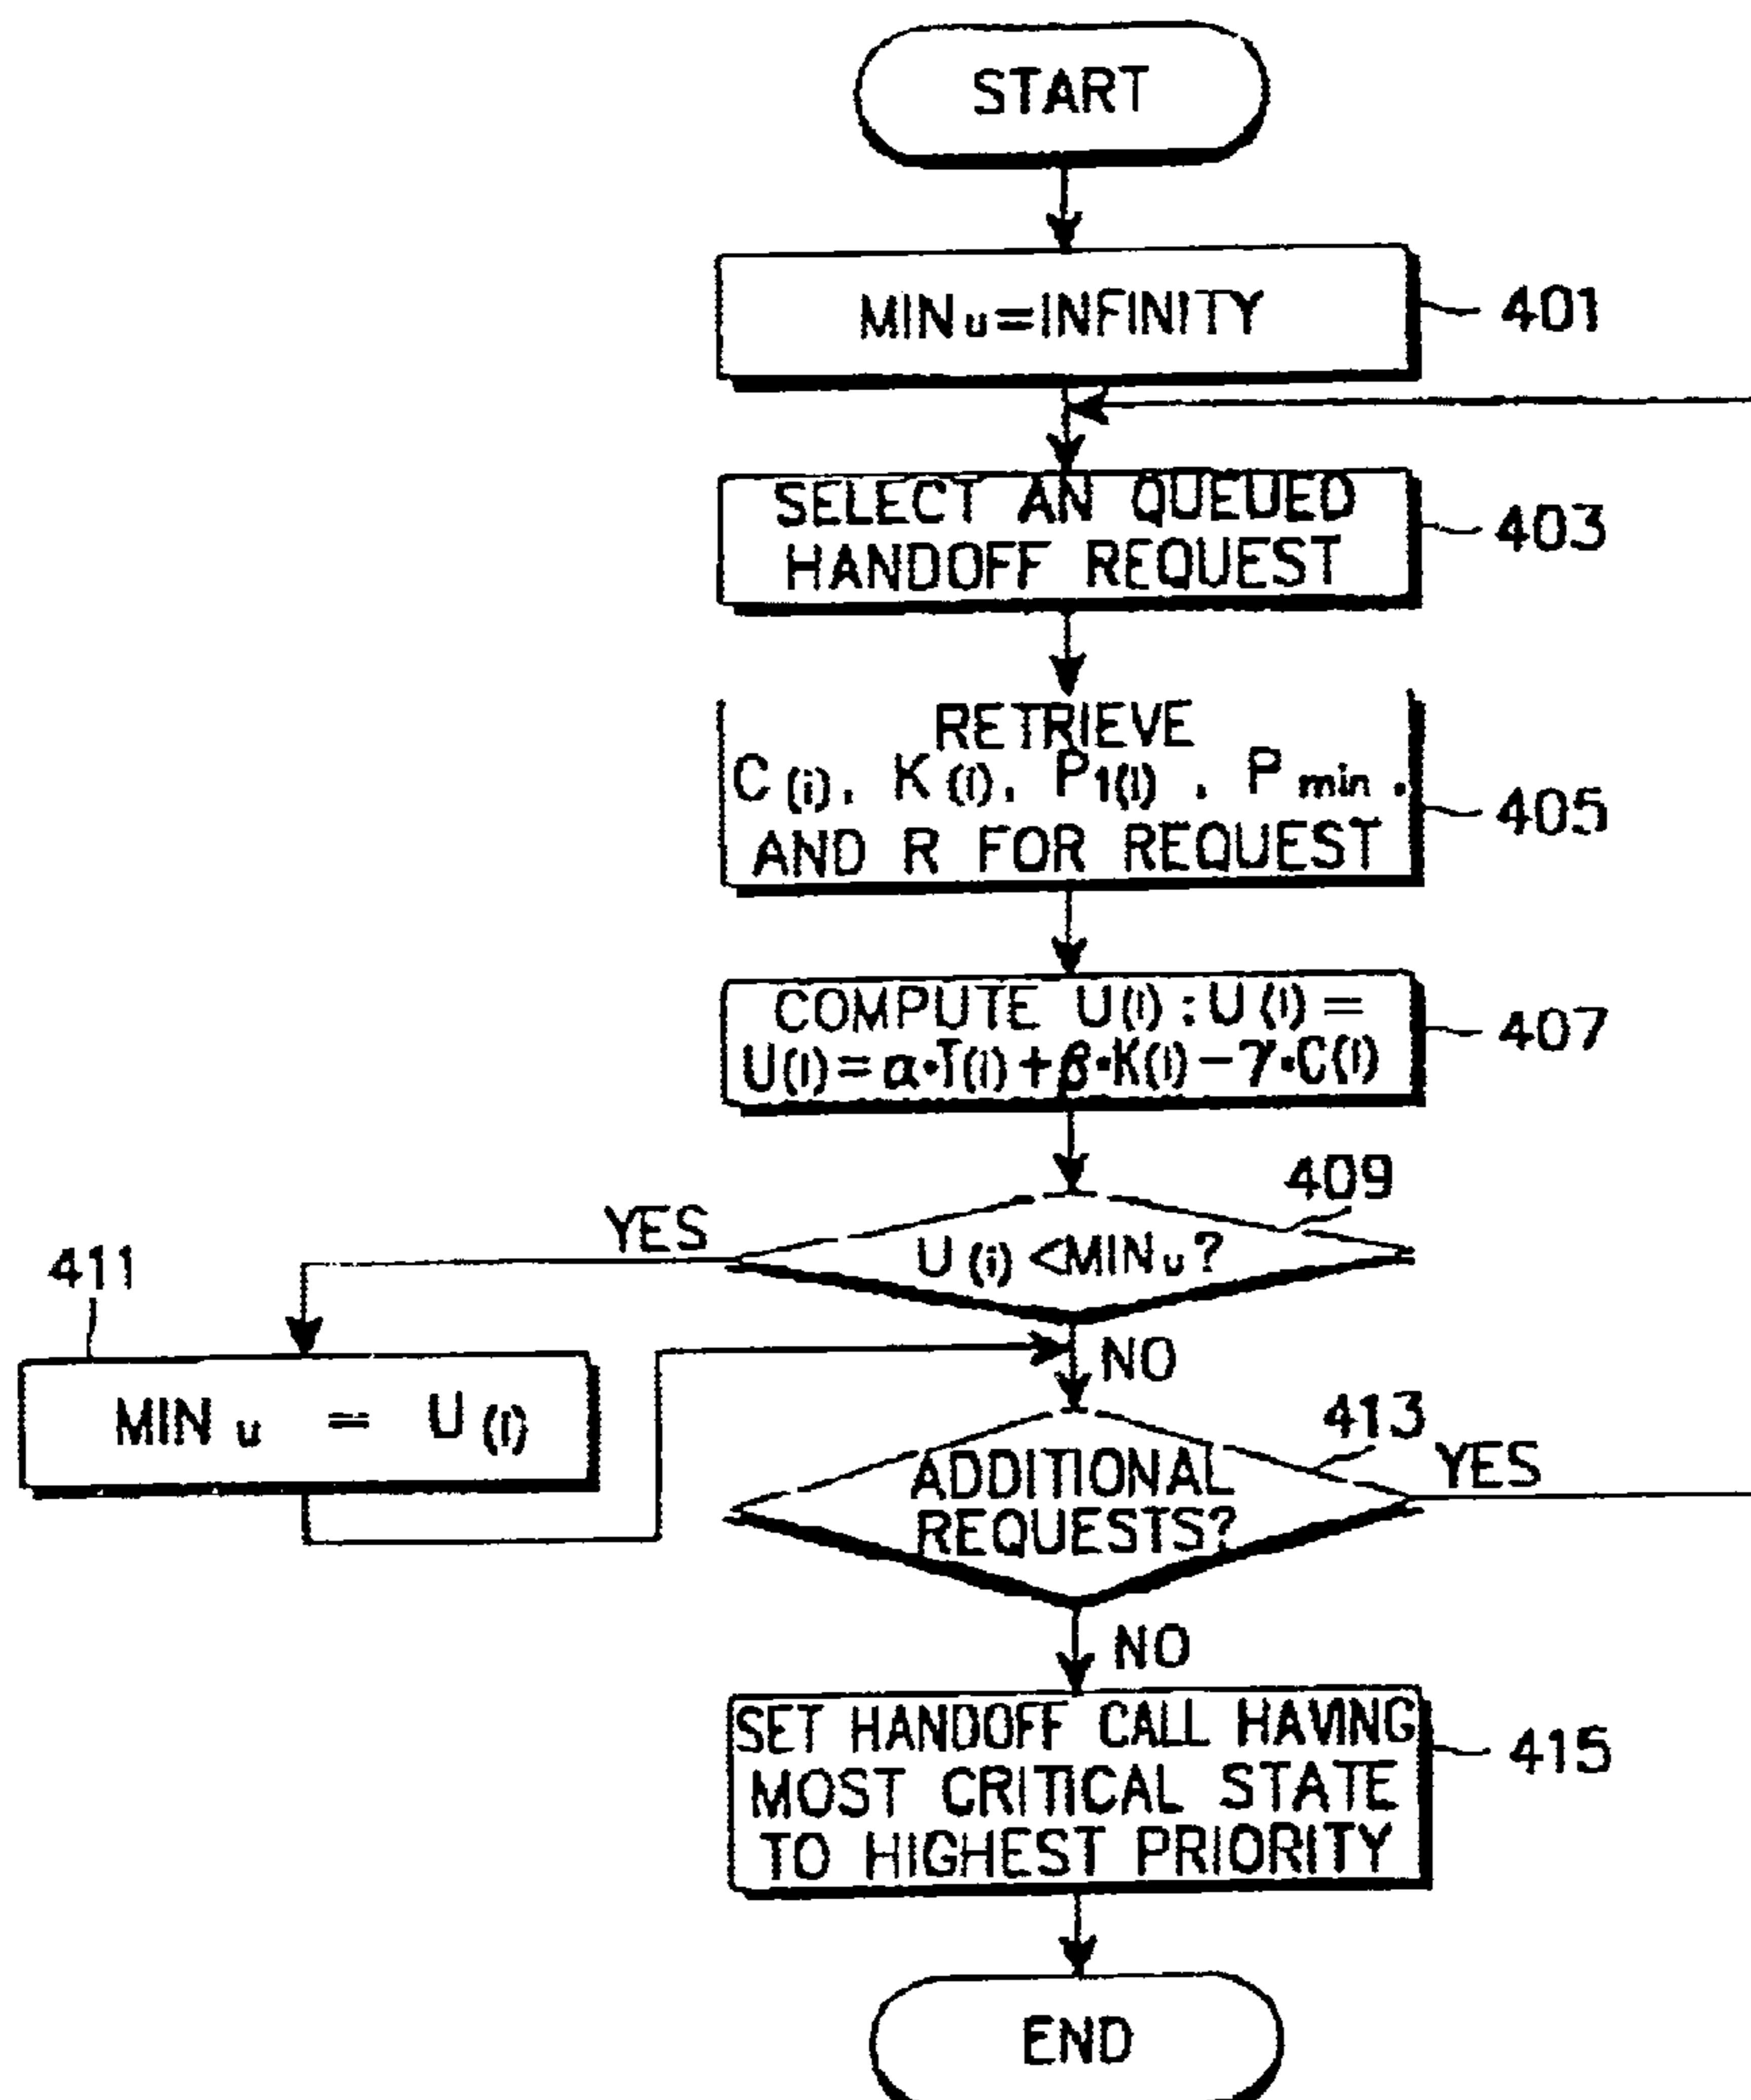 START
MINu=INFINITY
401
SELECT AN QUEUED
HANDOFF REQUEST
403
RETRIEVE
C(i), K(i), P1(i), Pmin,
AND R FOR REQUEST
405
COMPUTE U(i):U(i)=
U(i)=α·T(i)+β·K(i)-γ·C(i)
407
409
YES
U(i)<MINu?
411
NO
MINu = U(i)
413
ADDITIONAL
REQUESTS?
YES
NO
SET HANDOFF CALL HAVING
MOST CRITICAL STATE
TO HIGHEST PRIORITY
415
END